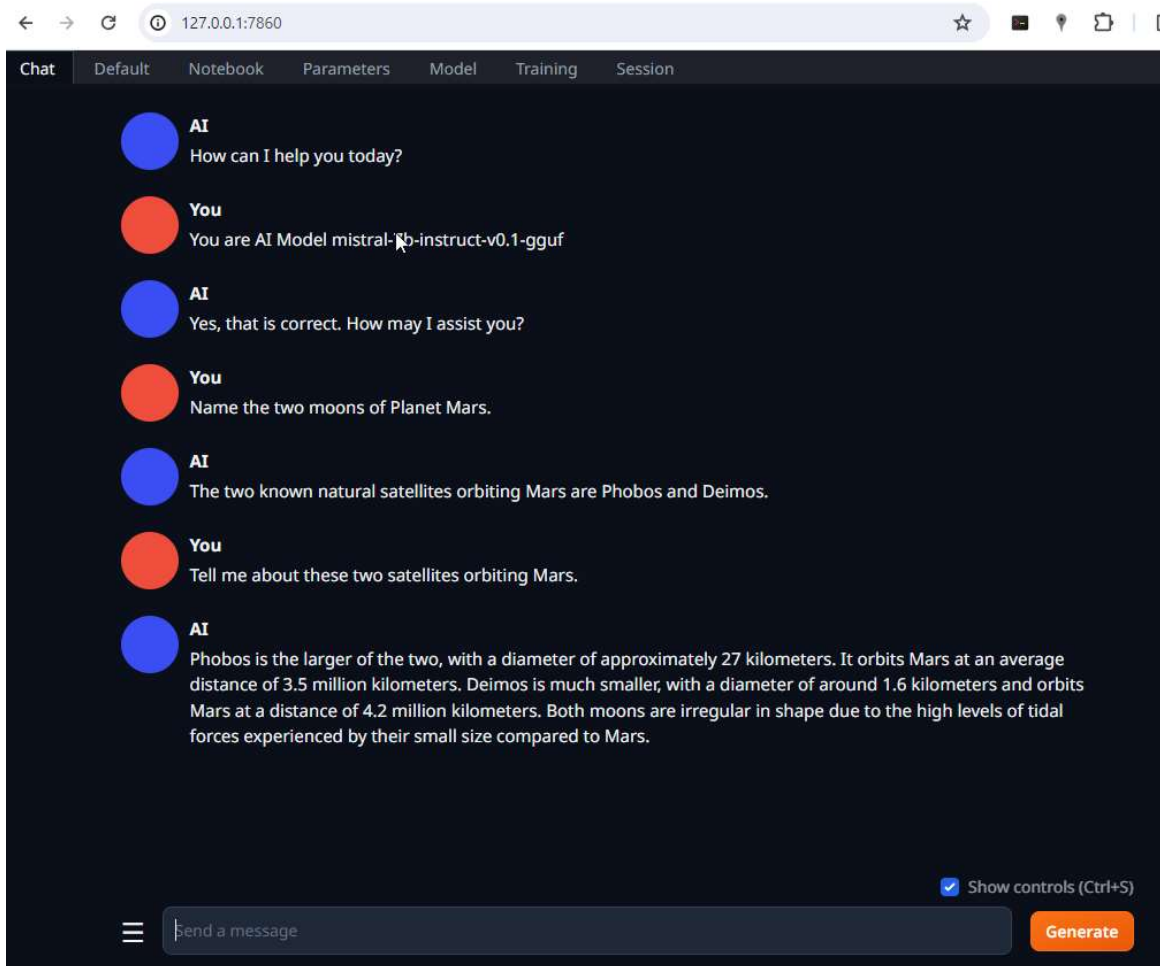 127.0.0.1:7860
Chat Default Notebook Parameters Model Training Session
AI
How can I help you today?
You
You are AI Model mistral-7b-instruct-v0.1-gguf
AI
Yes, that is correct. How may I assist you?
You
Name the two moons of Planet Mars.
AI
The two known natural satellites orbiting Mars are Phobos and Deimos.
You
Tell me about these two satellites orbiting Mars.
AI
Phobos is the larger of the two, with a diameter of approximately 27 kilometers. It orbits Mars at an average
distance of 3.5 million kilometers. Deimos is much smaller, with a diameter of around 1.6 kilometers and orbits
Mars at a distance of 4.2 million kilometers. Both moons are irregular in shape due to the high levels of tidal
forces experienced by their small size compared to Mars.
Show controls (Ctrl+S)
Send a message
Generate